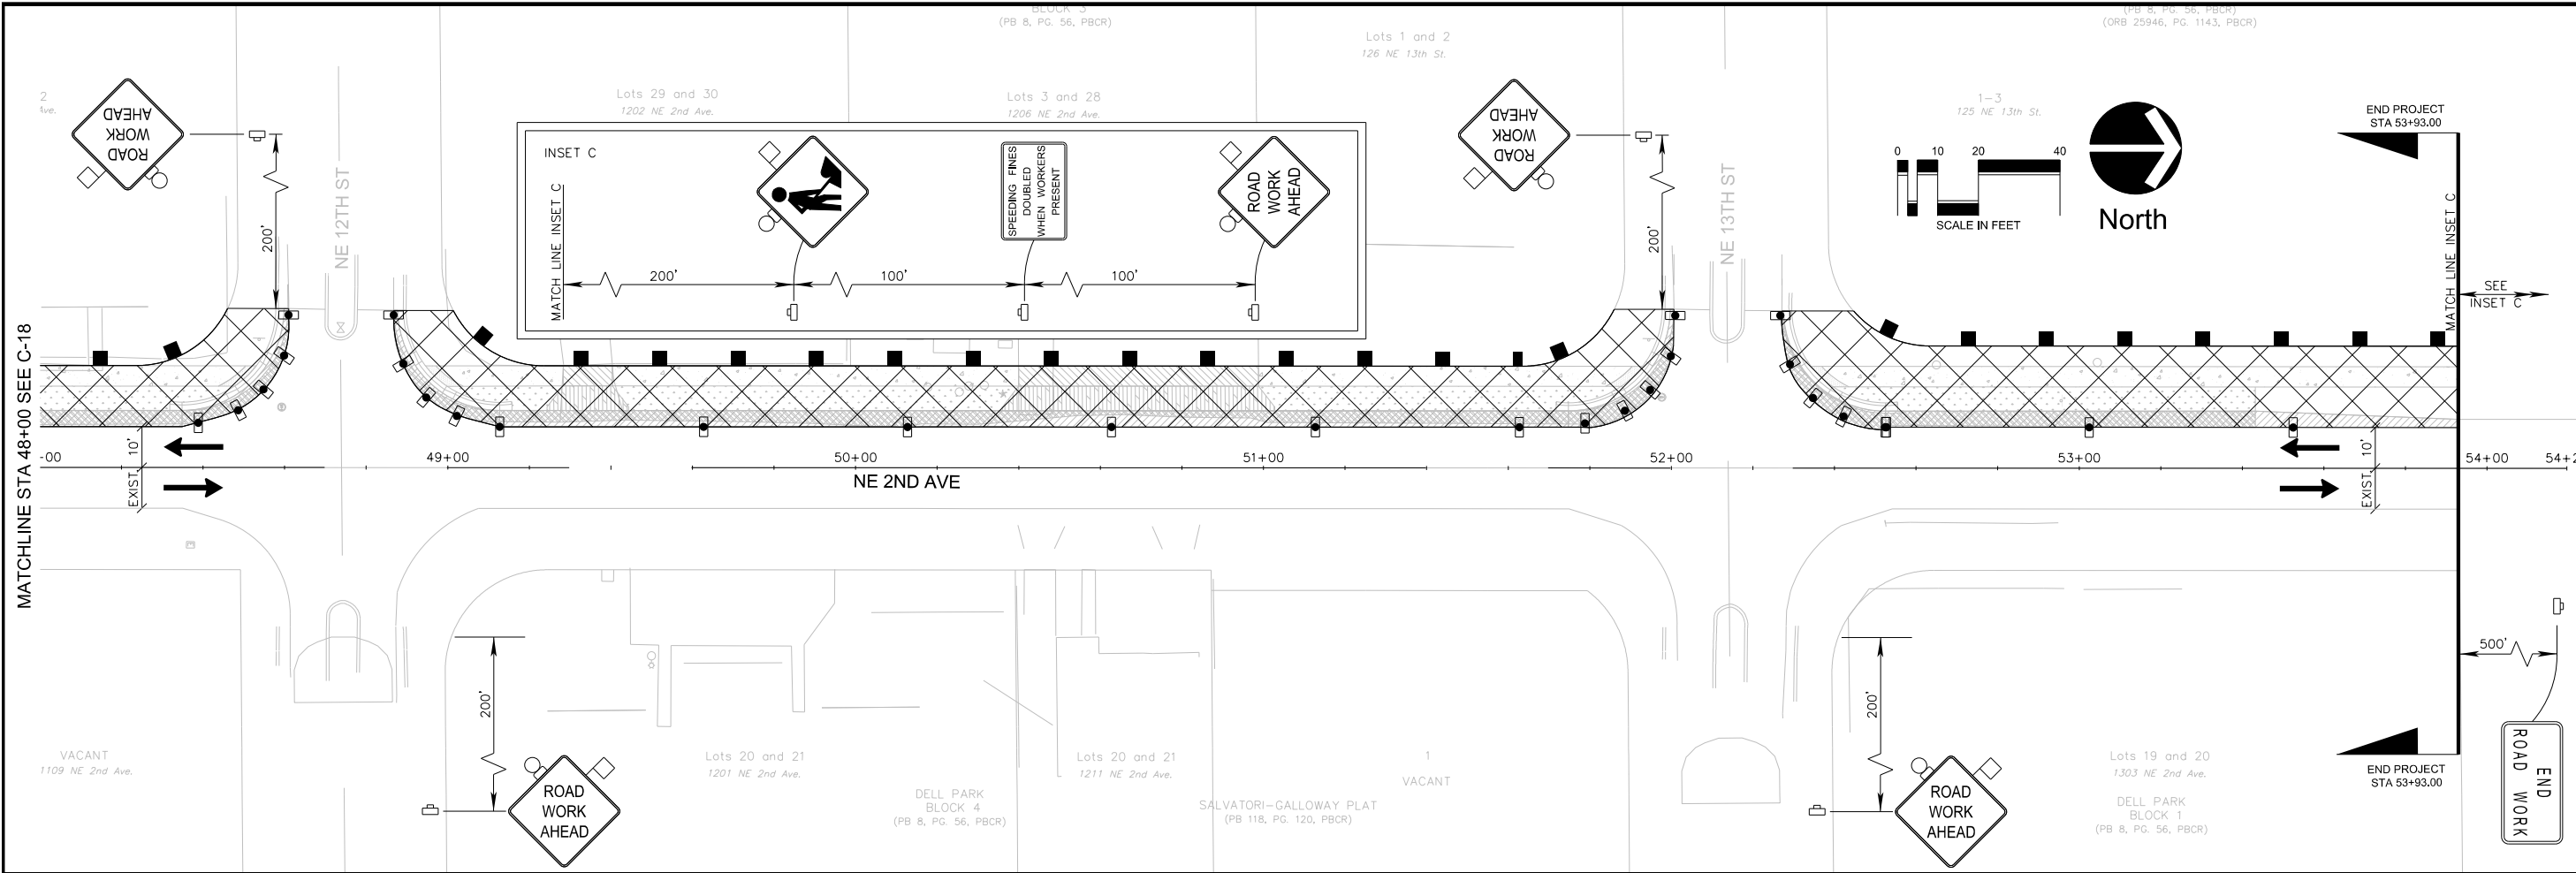 BLOCK 3
(PB 8, PG. 56, PBCR)
(PB 8, PG. 56, PBCR)
(ORB 25946, PG. 1143, PBCR)
Lots 1 and 2
126 NE 13th St.
2
Ave.
ROAD
WORK
AHEAD
200'
NE 12TH ST
Lots 29 and 30
1202 NE 2nd Ave.
Lots 3 and 28
1206 NE 2nd Ave.
INSET C
MATCH LINE INSET C
200'
100'
100'
SPEEDING FINES
DOUBLED
WHEN WORKERS
PRESENT
ROAD
WORK
AHEAD
ROAD
WORK
AHEAD
200'
NE 13TH ST
1-3
125 NE 13th St.
0 10 20 40
SCALE IN FEET
North
END PROJECT
STA 53+93.00
MATCH LINE INSET C
SEE
INSET C
MATCHLINE STA 48+00 SEE C-18
10'
EXIST.
-00 49+00 50+00 51+00 52+00 53+00 54+00 54+2
NE 2ND AVE
10'
EXIST.
200'
ROAD
WORK
AHEAD
VACANT
1109 NE 2nd Ave.
Lots 20 and 21
1201 NE 2nd Ave.
DELL PARK
BLOCK 4
(PB 8, PG. 56, PBCR)
Lots 20 and 21
1211 NE 2nd Ave.
SALVATORI-GALLOWAY PLAT
(PB 118, PG. 120, PBCR)
1
VACANT
200'
ROAD
WORK
AHEAD
Lots 19 and 20
1303 NE 2nd Ave.
DELL PARK
BLOCK 1
(PB 8, PG. 56, PBCR)
END PROJECT
STA 53+93.00
500'
END
ROAD WORK